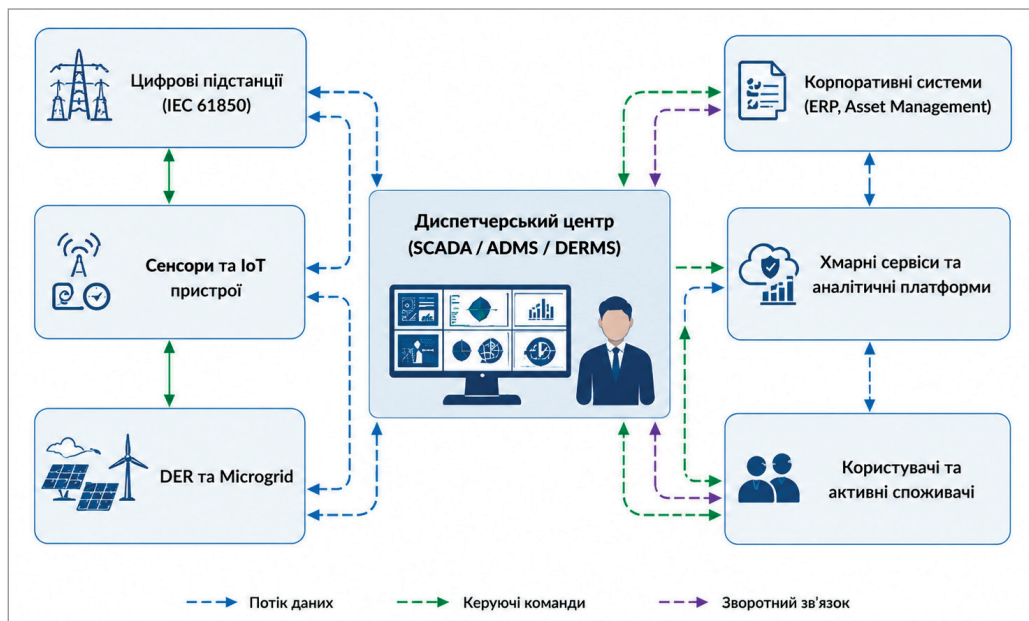 Цифрові підстанції
(IEC 61850)
Сенсори та IoT
пристрої
DER та Microgrid
Диспетчерський центр
(SCADA / ADMS / DERMS)
Корпоративні системи
(ERP, Asset Management)
Хмарні сервіси та
аналітичні платформи
Користувачі та
активні споживачі
Потік даних
Керуючі команди
Зворотний зв'язок